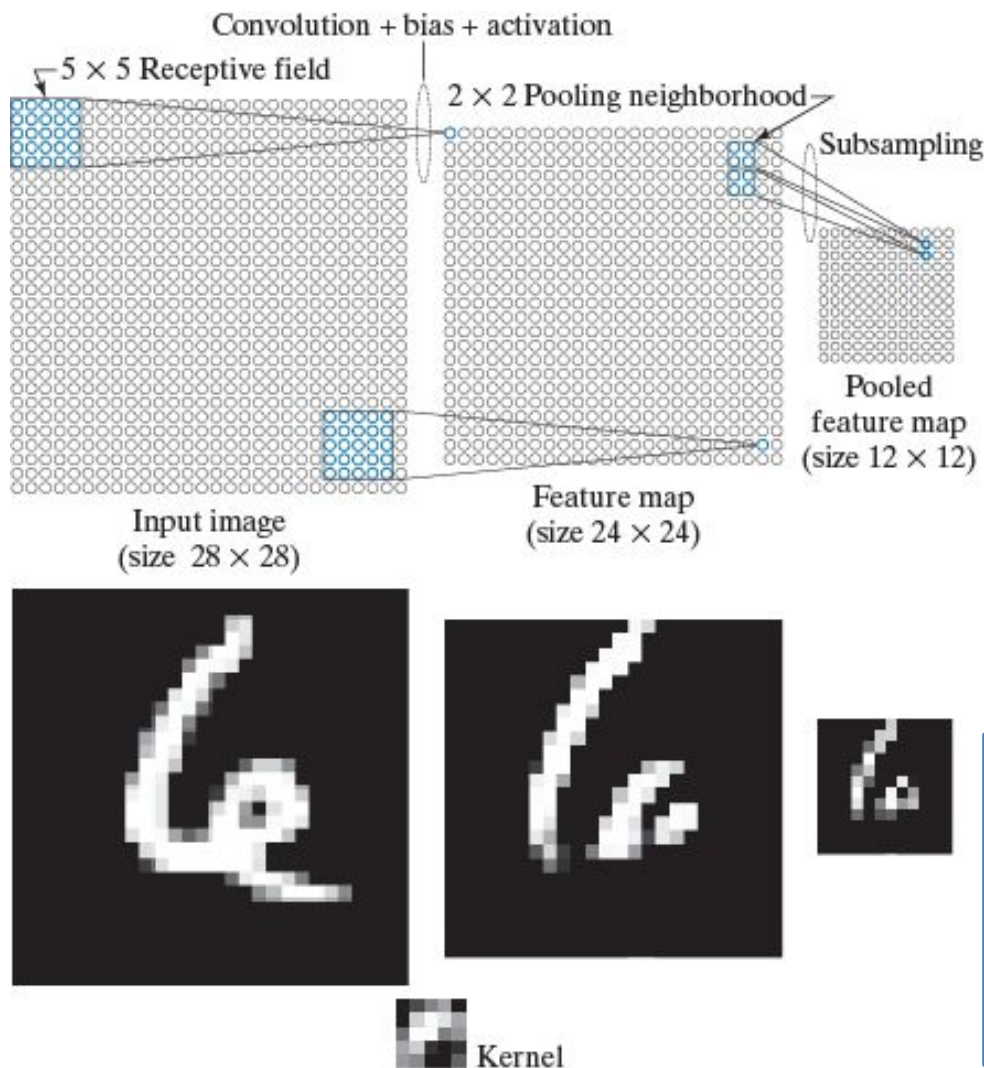 Convolution + bias + activation
5 × 5 Receptive field
2 × 2 Pooling neighborhood
Subsampling
Pooled
feature map
(size 12 × 12)
Feature map
(size 24 × 24)
Input image
(size 28 × 28)
Kernel